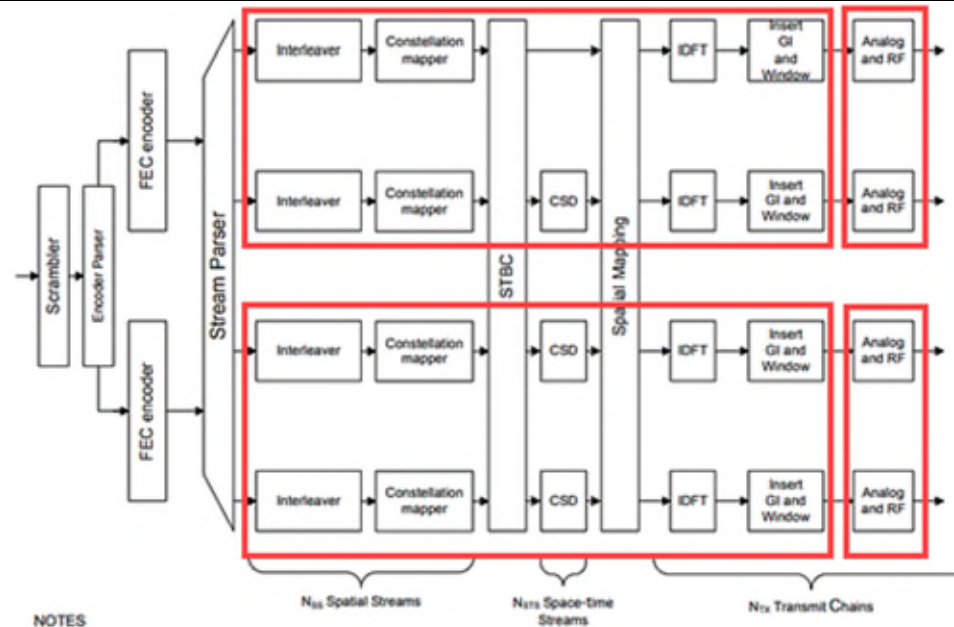 Scrambler
Encoder Parser
FEC encoder
FEC encoder
Stream Parser
Interleaver
Constellation
mapper
IDFT
Insert
GI
and
Window
Analog
and RF
Interleaver
Constellation
mapper
CSD
IDFT
Insert
GI and
Window
Analog
and RF
STBC
Spatial Mapping
Interleaver
Constellation
mapper
CSD
IDFT
Insert
GI and
Window
Analog
and RF
Interleaver
Constellation
mapper
CSD
IDFT
Insert
GI and
Window
Analog
and RF
NSS Spatial Streams
NSTS Space-time
Streams
NTX Transmit Chains
NOTES